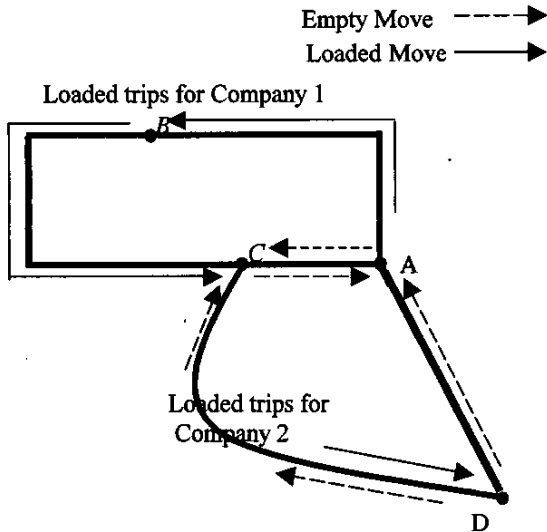 Empty Move
Loaded Move
Loaded trips for Company 1
B
C
A
Loaded trips for
Company 2
D